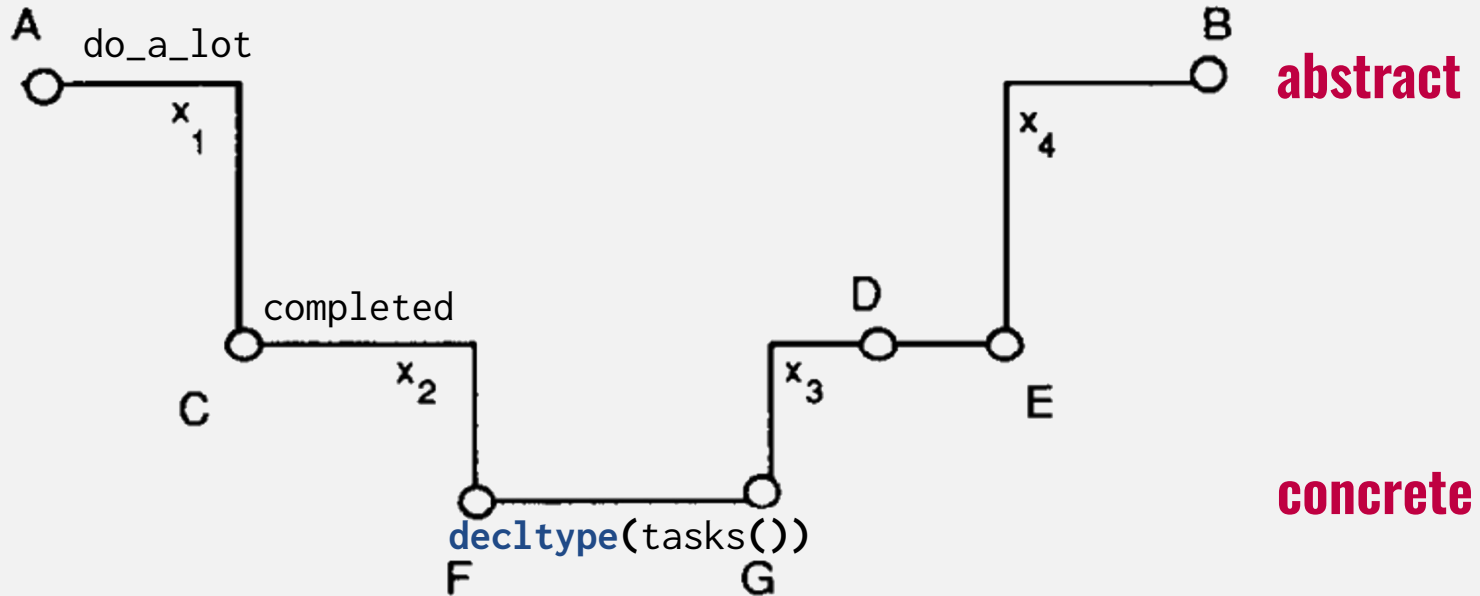 A
do_a_lot
B
abstract
x1
x4
D
completed
x2
x3
C
E
concrete
decltype(tasks())
F
G